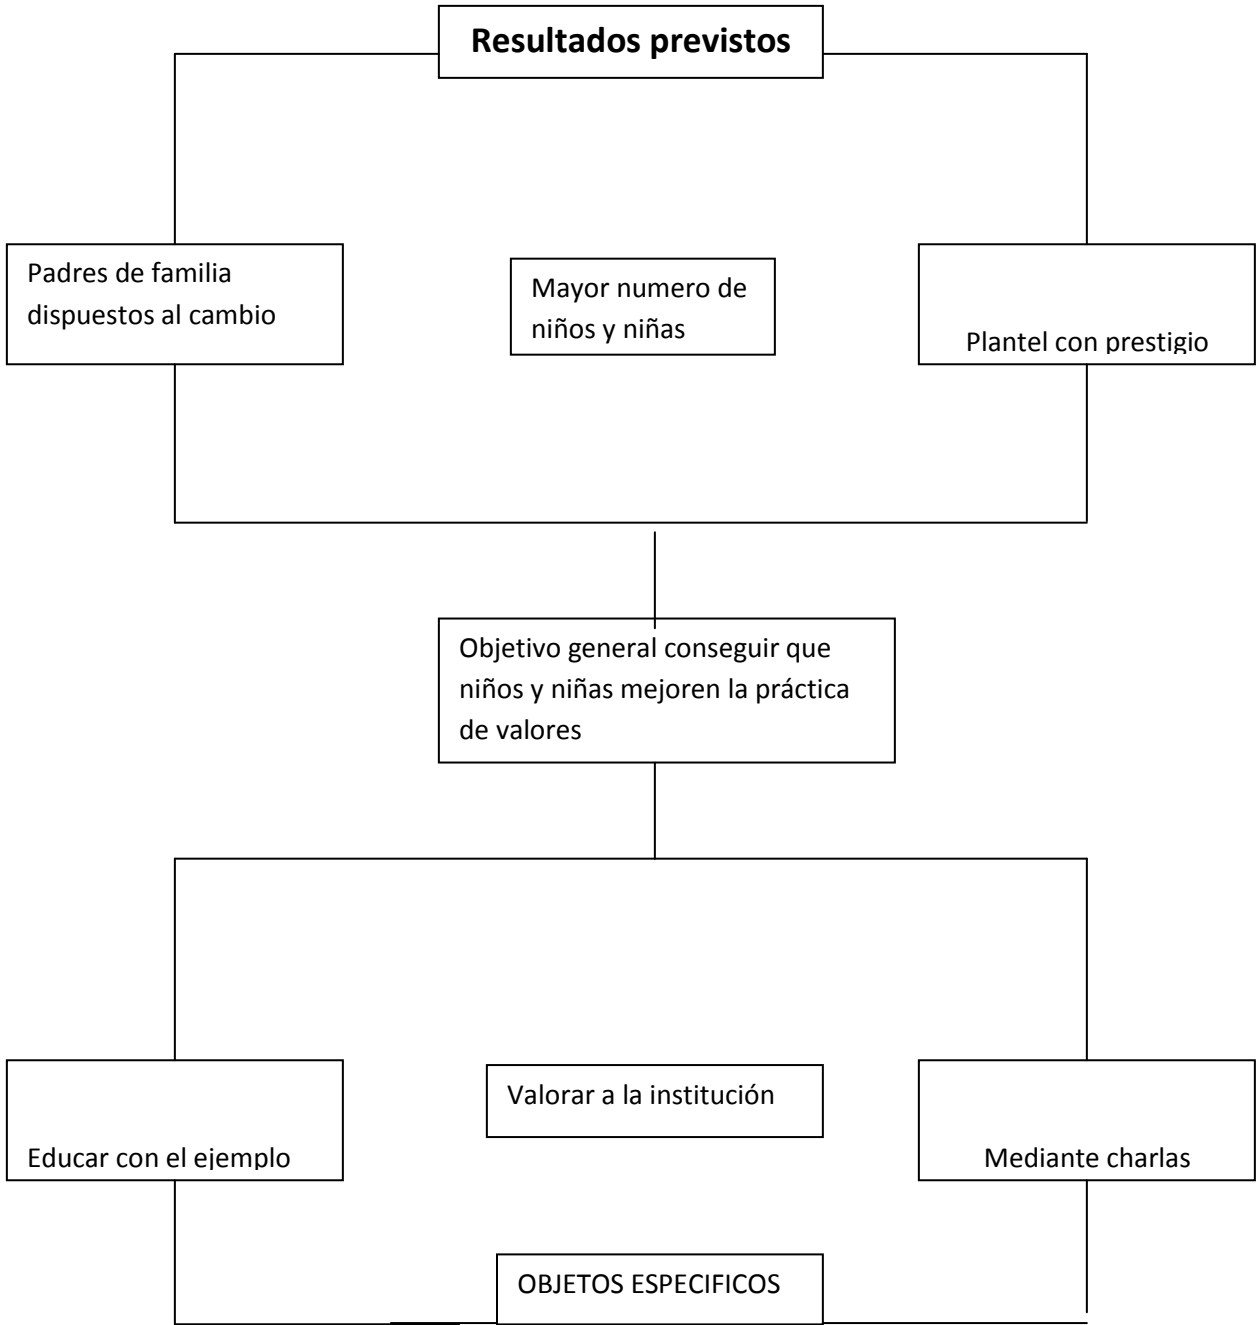 Resultados previstos
Padres de familia
dispuestos al cambio
Mayor numero de
niños y niñas
Plantel con prestigio
Objetivo general conseguir que
niños y niñas mejoren la práctica
de valores
Educar con el ejemplo
Valorar a la institución
Mediante charlas
OBJETOS ESPECIFICOS